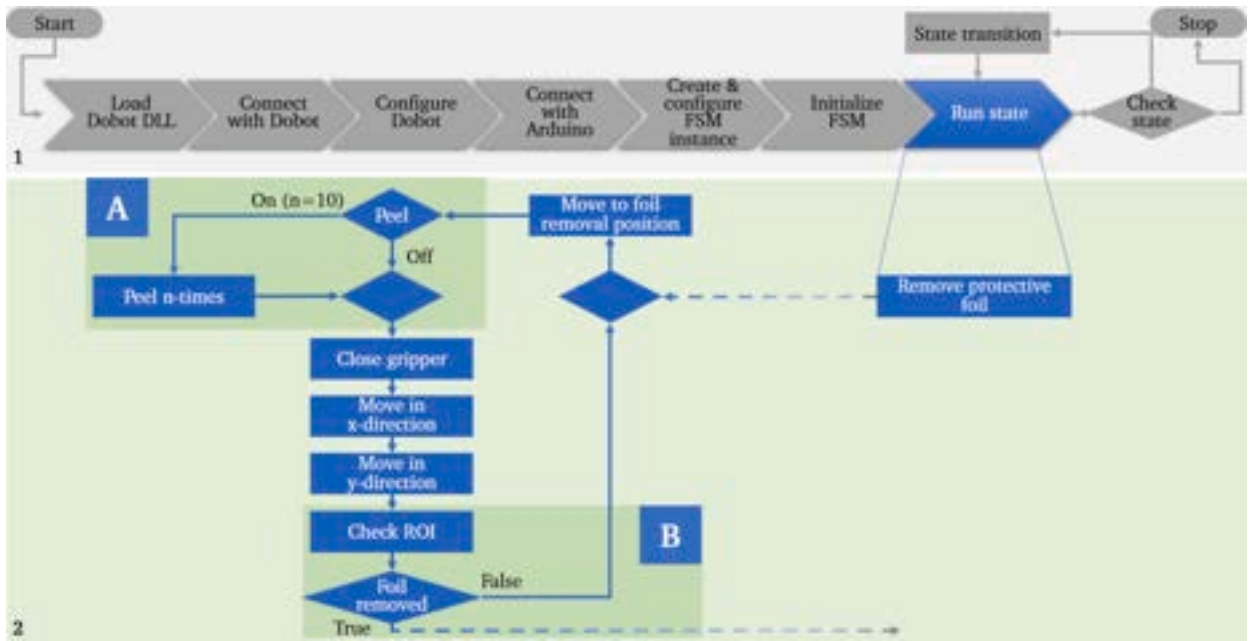 Start
Stop
State transition
Load
Dobot DLL
Connect
with Dobot
Configure
Dobot
Connect
with
Arduino
Create &
configure
FSM
instance
Initialize
FSM
Run state
Check
state
1
A
On (n=10)
Peel
Move to foil
removal position
Off
Peel n-times
Remove protective
foil
Close gripper
Move in
x-direction
Move in
y-direction
Check ROI
B
Foil
removed
False
True
2